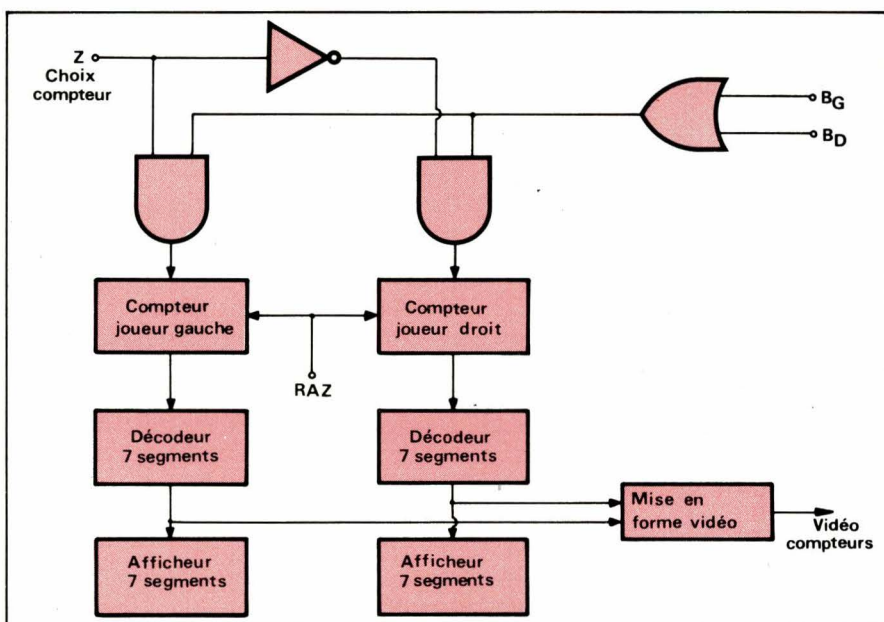 Z
Choix
compteur
BG
BD
Compteur
joueur gauche
Compteur
joueur droit
RAZ
Décodeur
7 segments
Décodeur
7 segments
Mise en
forme vidéo
Vidéo
compteurs
Afficheur
7 segments
Afficheur
7 segments